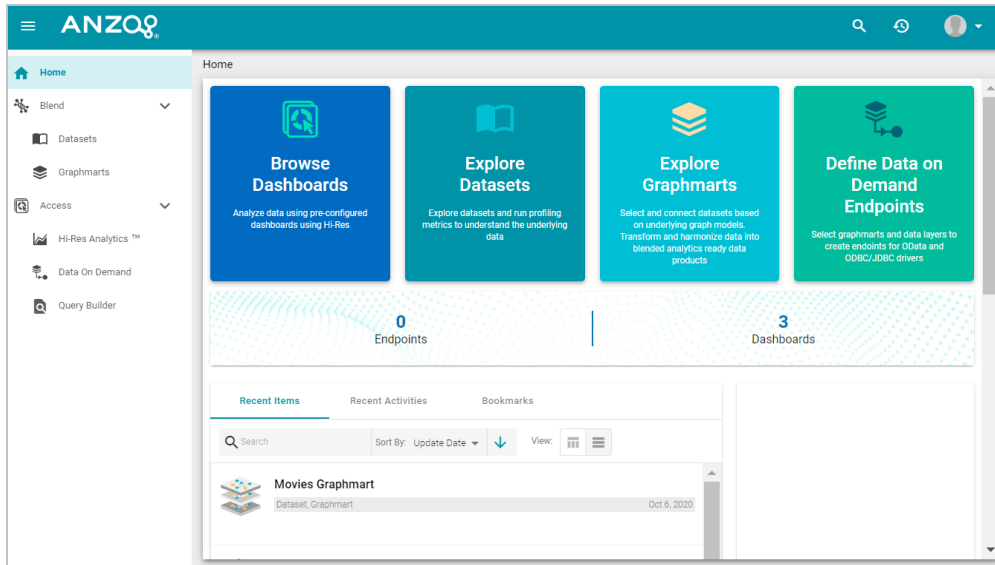 ANZO®
Home
Blend
Datasets
Graphmarts
Access
Hi-Res Analytics ™
Data On Demand
Query Builder
Home
Browse
Dashboards
Analyze data using pre-configured
dashboards using Hi-Res
Explore
Datasets
Explore datasets and run profiling
metrics to understand the underlying
data
Explore
Graphmarts
Select and connect datasets based
on underlying graph models.
Transform and harmonize data into
blended analytics ready data
products
Define Data on
Demand
Endpoints
Select graphmarts and data layers to
create endoints for OData and
ODBC/JDBC drivers
0
Endpoints
3
Dashboards
Recent Items Recent Activities Bookmarks
Search Sort By: Update Date View:
Movies Graphmart
Dataset, Graphmart Oct 6, 2020